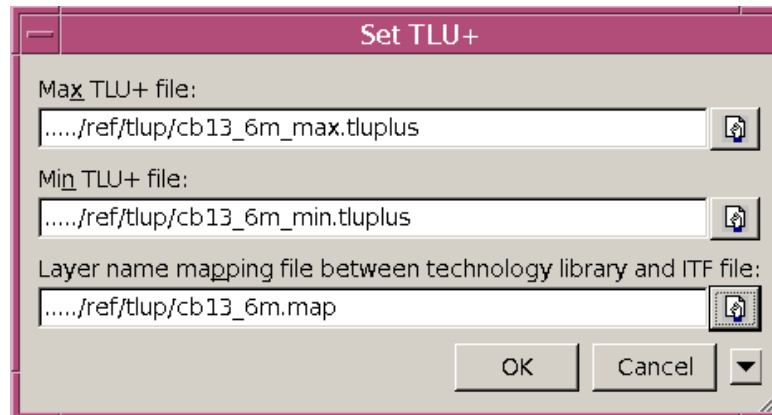 Set TLU+
Max TLU+ file:
...../ref/tlup/cb13_6m_max.tluplus
Min TLU+ file:
...../ref/tlup/cb13_6m_min.tluplus
Layer name mapping file between technology library and ITF file:
...../ref/tlup/cb13_6m.map
OK Cancel